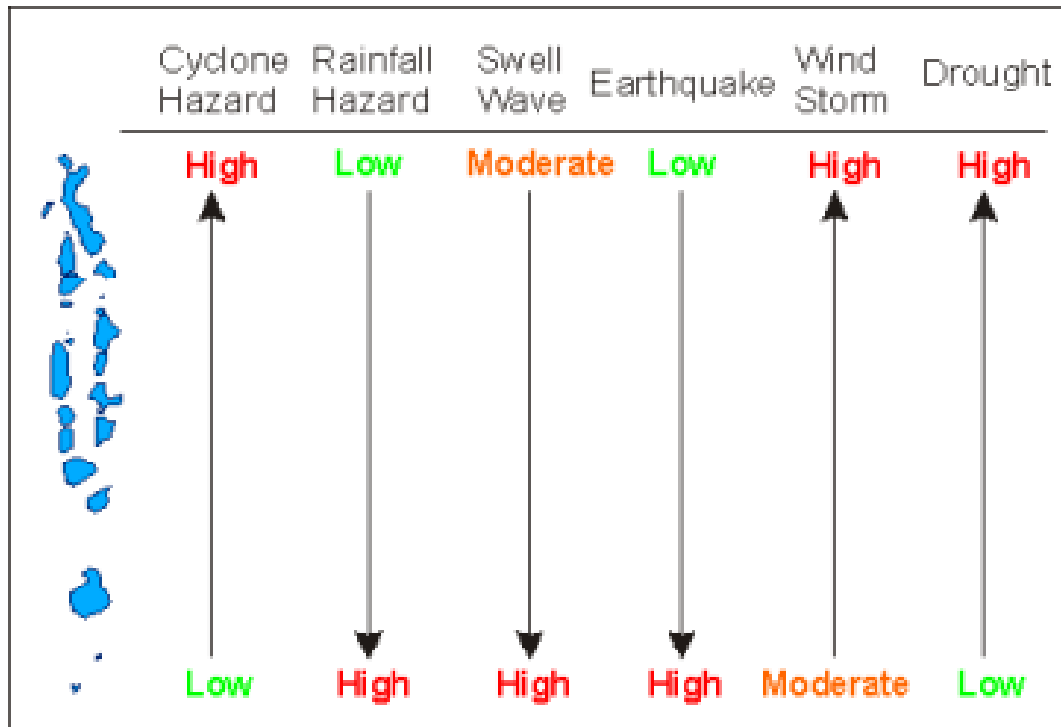 Cyclone Hazard Rainfall Hazard Swell Wave Earthquake Wind Storm Drought
High Low Moderate Low High High
Low High High High Moderate Low